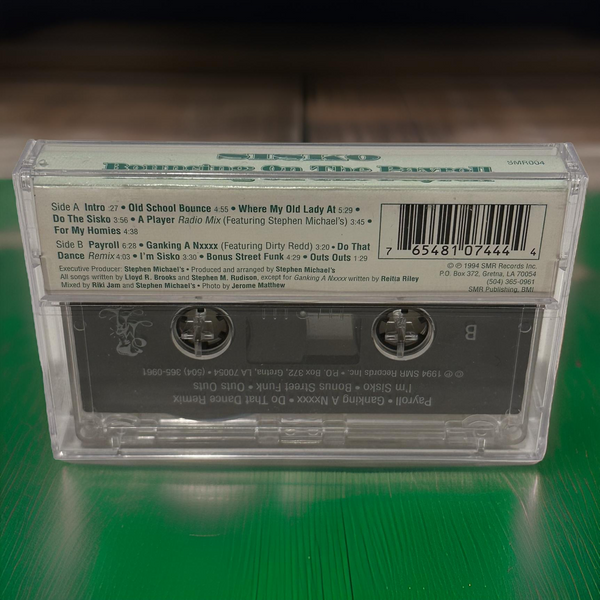 SISKO
Bouncing On The Payroll
SMR004
Side A Intro :27 • Old School Bounce 4:55 • Where My Old Lady At 5:29 •
Do The Sisko 3:56 • A Player Radio Mix (Featuring Stephen Michael's) 3:45 •
For My Homies 4:38
Side B Payroll 6:28 • Ganking A Nxxxx (Featuring Dirty Redd) 3:20 • Do That
Dance Remix 4:03 • I'm Sisko 3:30 • Bonus Street Funk 4:29 • Outs Outs 1:29
Executive Producer: Stephen Michael's • Produced and arranged by Stephen Michael's
All songs written by Lloyd R. Brooks and Stephen M. Rudison, except for Ganking A Nxxxx written by Reitta Riley
Mixed by Riki Jam and Stephen Michael's • Photo by Jerome Matthew
7 65481 07444 4
© ℗ 1994 SMR Records Inc.
P.O. Box 372, Gretna, LA 70054
(504) 365-0961
SMR Publishing, BMI
B
Payroll • Ganking A Nxxxx • Do That Dance Remix
I'm Sisko • Bonus Street Funk • Outs Outs
© ℗ 1994 SMR Records Inc. • P.O. Box 372, Gretna, LA 70054 • (504) 365-0961